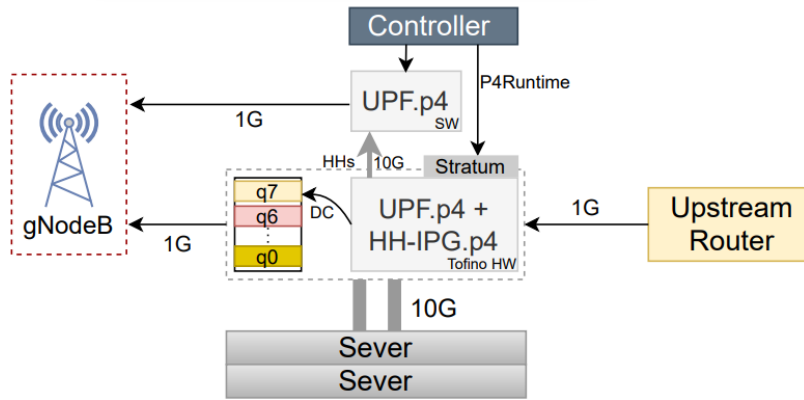 Controller
P4Runtime
UPF.p4
SW
1G
HHs
10G
Stratum
gNodeB
q7
q6
q0
DC
UPF.p4 +
HH-IPG.p4
Tofino HW
1G
1G
Upstream
Router
10G
Sever
Sever